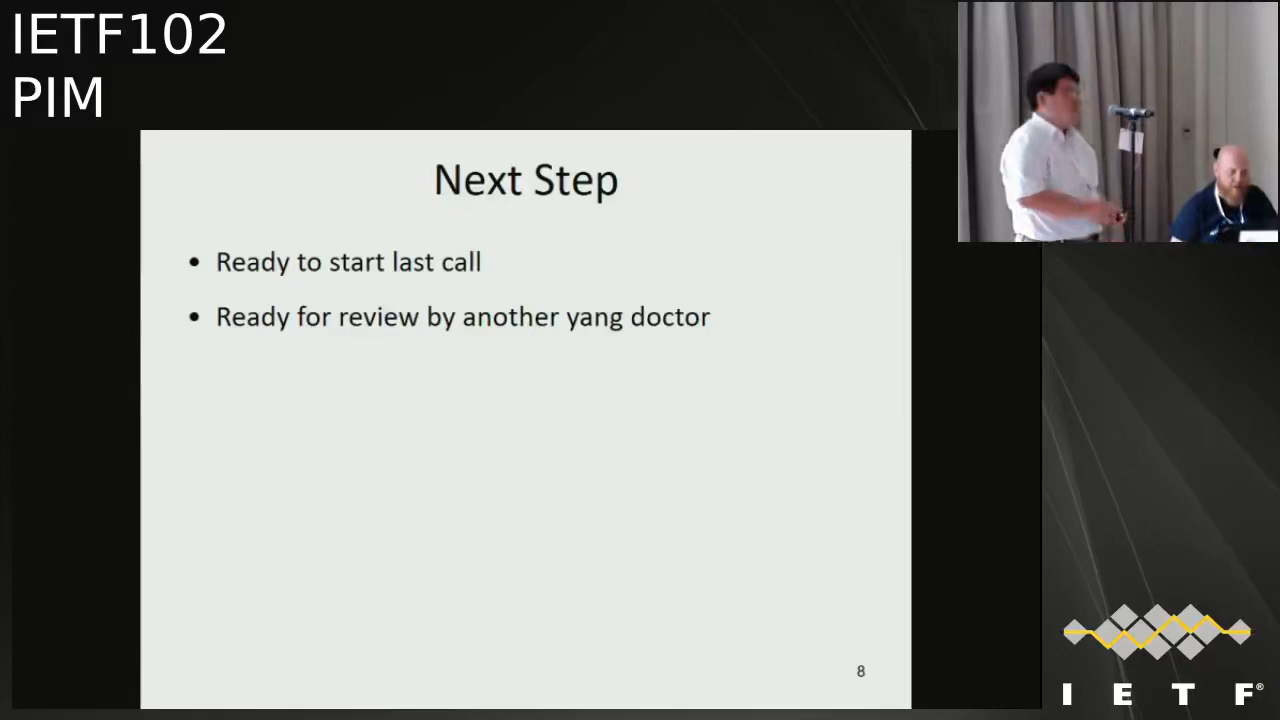 IETF102
PIM
Next Step
• Ready to start last call
• Ready for review by another yang doctor
8
I E T F®